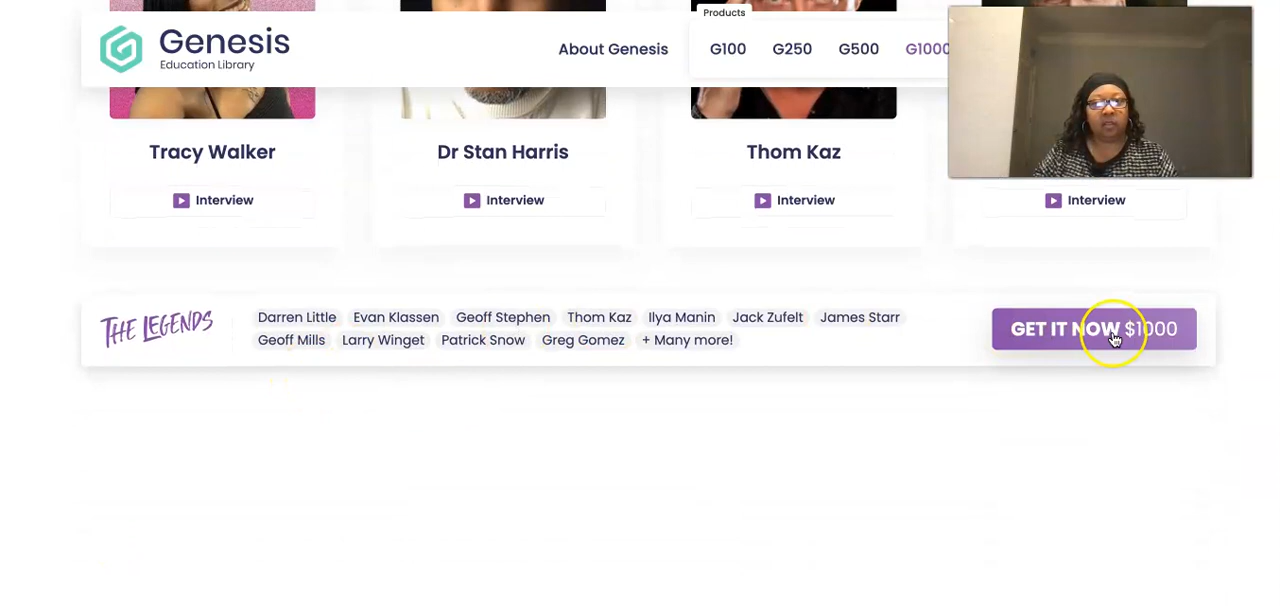 Products
Genesis
Education Library
About Genesis
G100
G250
G500
G1000
Tracy Walker
Dr Stan Harris
Thom Kaz
Interview
Interview
Interview
Interview
THE LEGENDS
Darren Little Evan Klassen Geoff Stephen Thom Kaz Ilya Manin Jack Zufelt James Starr
Geoff Mills Larry Winget Patrick Snow Greg Gomez + Many more!
GET IT NOW $1000